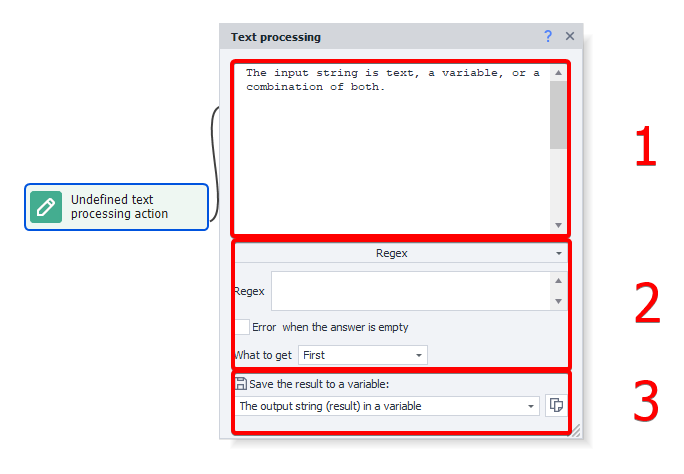 Text processing ?
The input string is text, a variable, or a
combination of both.
1
Undefined text
processing action
Regex
Regex
Error when the answer is empty
What to get First
2
Save the result to a variable:
The output string (result) in a variable
3